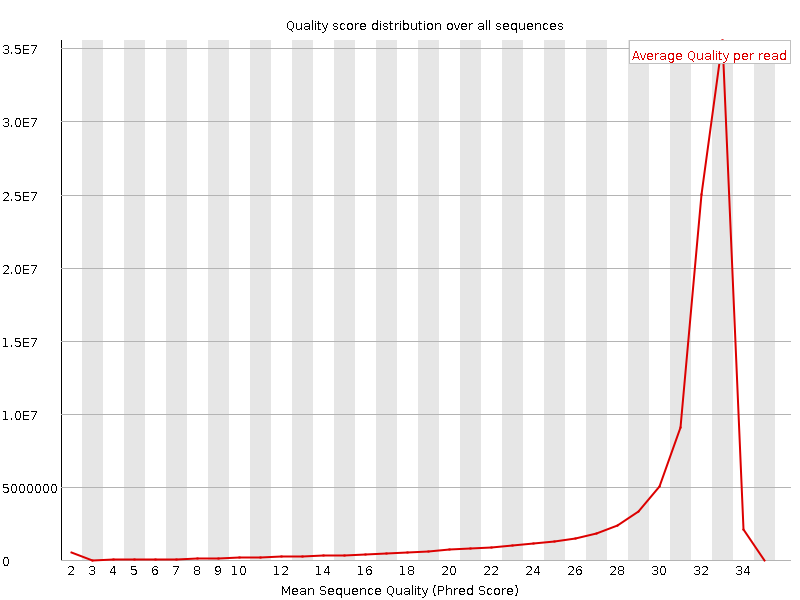 Quality score distribution over all sequences
Average Quality per read
3.5E7
3.0E7
2.5E7
2.0E7
1.5E7
1.0E7
5000000
0
2 3 4 5 6 7 8 9 10 12 14 16 18 20 22 24 26 28 30 32 34
Mean Sequence Quality (Phred Score)